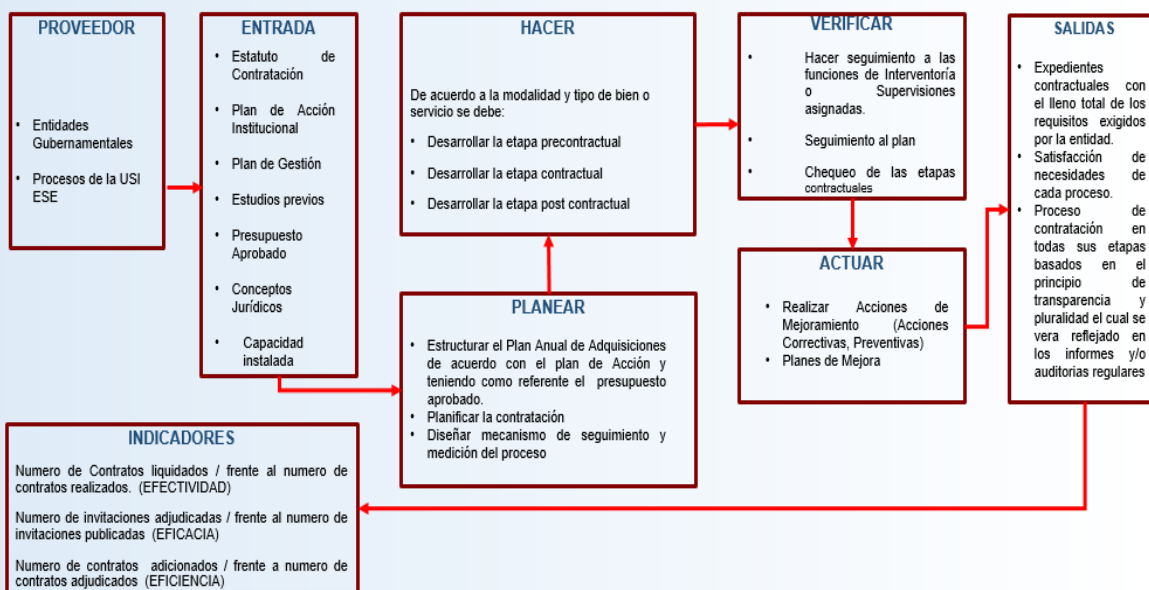 PROVEEDOR
• Entidades
Gubernamentales
• Procesos de la USI
ESE
ENTRADA
• Estatuto de
Contratación
• Plan de Acción
Institucional
• Plan de Gestión
• Estudios previos
• Presupuesto
Aprobado
• Conceptos
Jurídicos
• Capacidad
instalada
HACER
De acuerdo a la modalidad y tipo de bien o
servicio se debe:
• Desarrollar la etapa precontractual
• Desarrollar la etapa contractual
• Desarrollar la etapa post contractual
PLANEAR
• Estructurar el Plan Anual de Adquisiciones
de acuerdo con el plan de Acción y
teniendo como referente el presupuesto
aprobado.
• Planificar la contratación
• Diseñar mecanismo de seguimiento y
medición del proceso
VERIFICAR
• Hacer seguimiento a las
funciones de Interventoría
o Supervisiones
asignadas.
• Seguimiento al plan
• Chequeo de las etapas
contractuales
ACTUAR
• Realizar Acciones de
Mejoramiento (Acciones
Correctivas, Preventivas)
• Planes de Mejora
SALIDAS
• Expedientes
contractuales con
el lleno total de los
requisitos exigidos
por la entidad.
• Satisfacción de
necesidades de
cada proceso.
• Proceso de
contratación en
todas sus etapas
basados en el
principio de
transparencia y
pluralidad el cual se
vera reflejado en
los informes y/o
auditorias regulares
INDICADORES
Numero de Contratos liquidados / frente al numero de
contratos realizados. (EFECTIVIDAD)
Numero de invitaciones adjudicadas / frente al numero de
invitaciones publicadas (EFICACIA)
Numero de contratos adicionados / frente a numero de
contratos adjudicados (EFICIENCIA)